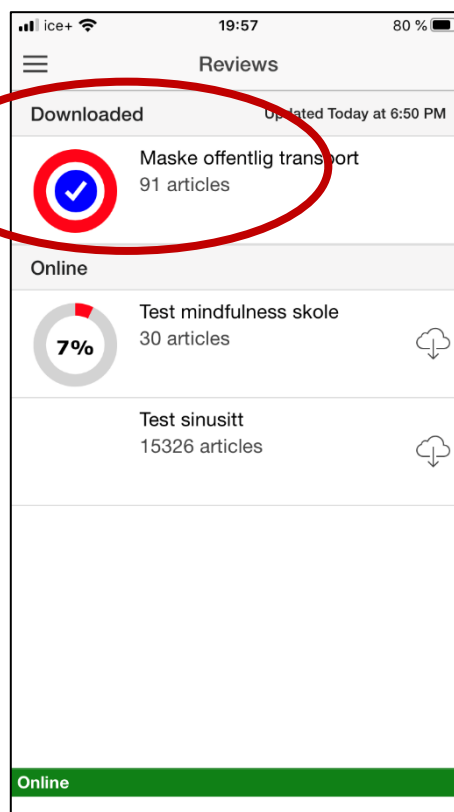 ice+ 19:57 80 %
Reviews
Downloaded Updated Today at 6:50 PM
Maske offentlig transport
91 articles
Online
Test mindfulness skole
7% 30 articles
Test sinusitt
15326 articles
Online